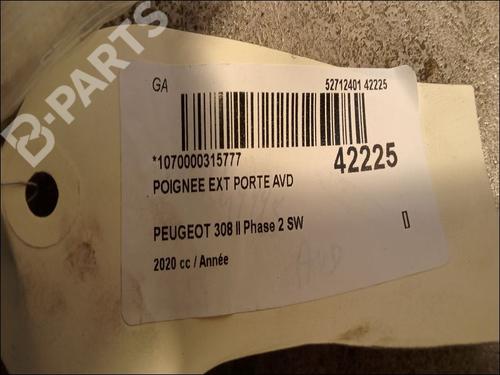 B-PARTS
GA
52712401 42225
*1070000315777
42225
POIGNEE EXT PORTE AVD
PEUGEOT 308 II Phase 2 SW
2020 cc / Année
AVD